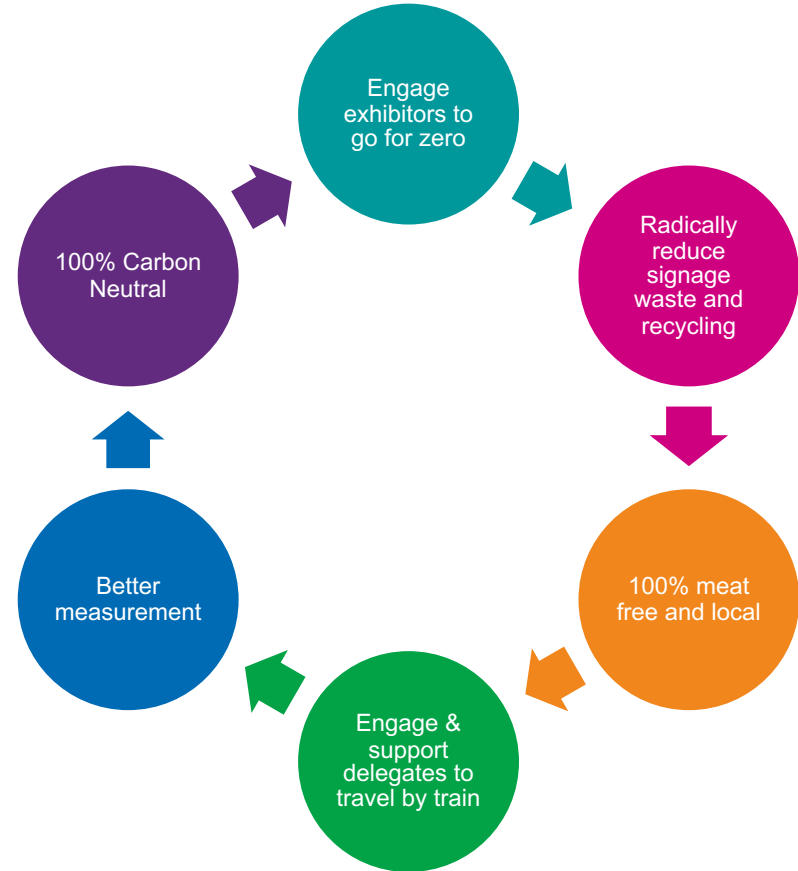 Engage
exhibitors to
go for zero
Radically
reduce
signage
waste and
recycling
100% meat
free and local
Engage &
support
delegates to
travel by train
Better
measurement
100% Carbon
Neutral